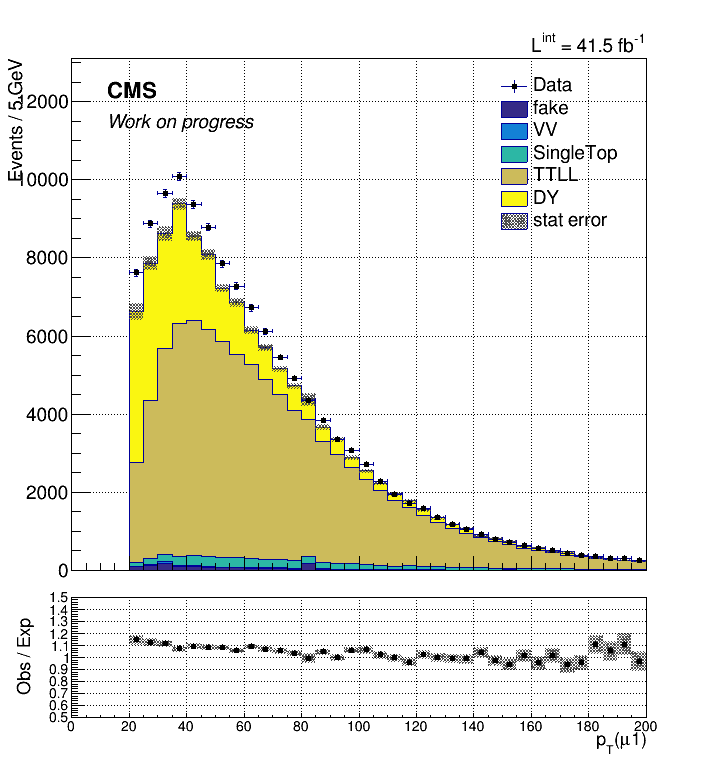 L^int = 41.5 fb^-1
Events / 5 GeV
CMS
Work on progress
Data
fake
VV
SingleTop
TTLL
DY
stat error
12000
10000
8000
6000
4000
2000
0
Obs / Exp
1.5
1.4
1.3
1.2
1.1
1
0.9
0.8
0.7
0.6
0.5
0 20 40 60 80 100 120 140 160 180 200
p_T(μ1)